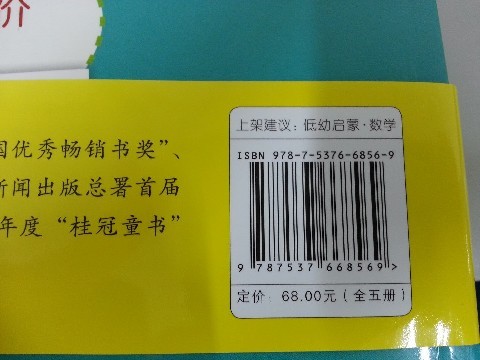 价
国优秀畅销书奖”、
新闻出版总署首届
年度“桂冠童书”
上架建议：低幼启蒙·数学
ISBN 978-7-5376-6856-9
9 787537 668569 >
定价：68.00元（全五册）